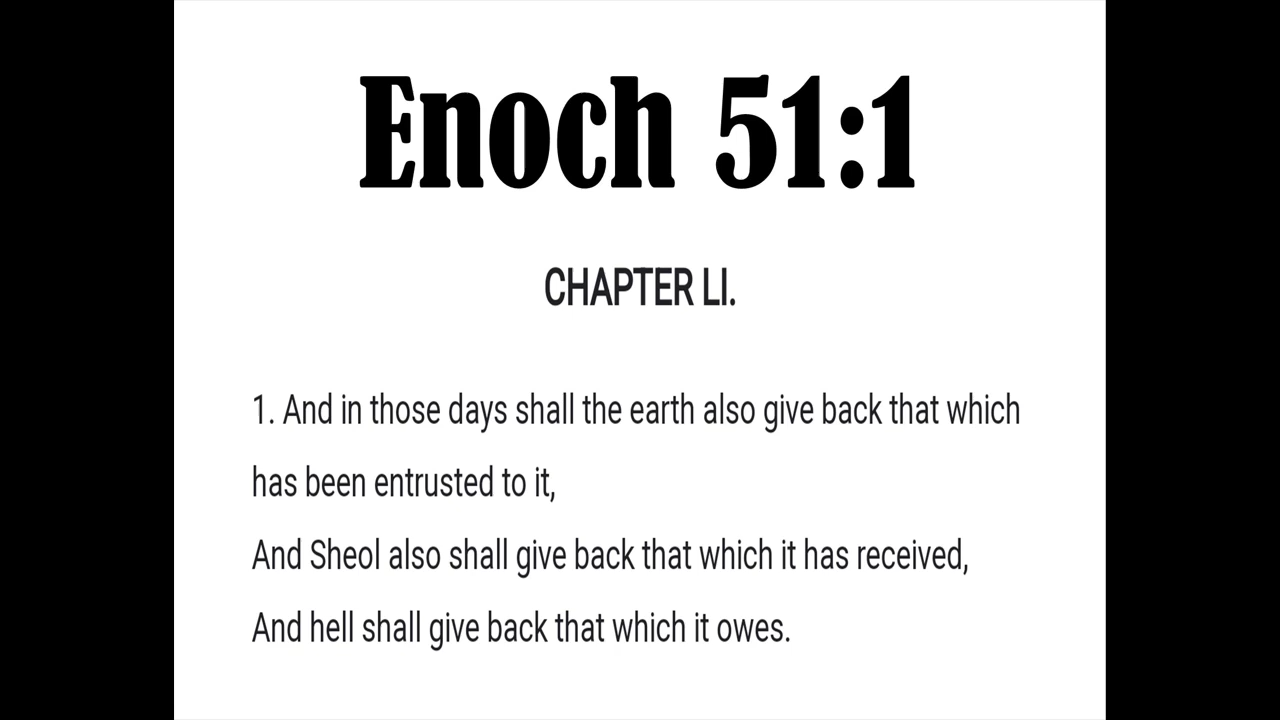 Enoch 51:1
CHAPTER LI.
1. And in those days shall the earth also give back that which
has been entrusted to it,
And Sheol also shall give back that which it has received,
And hell shall give back that which it owes.